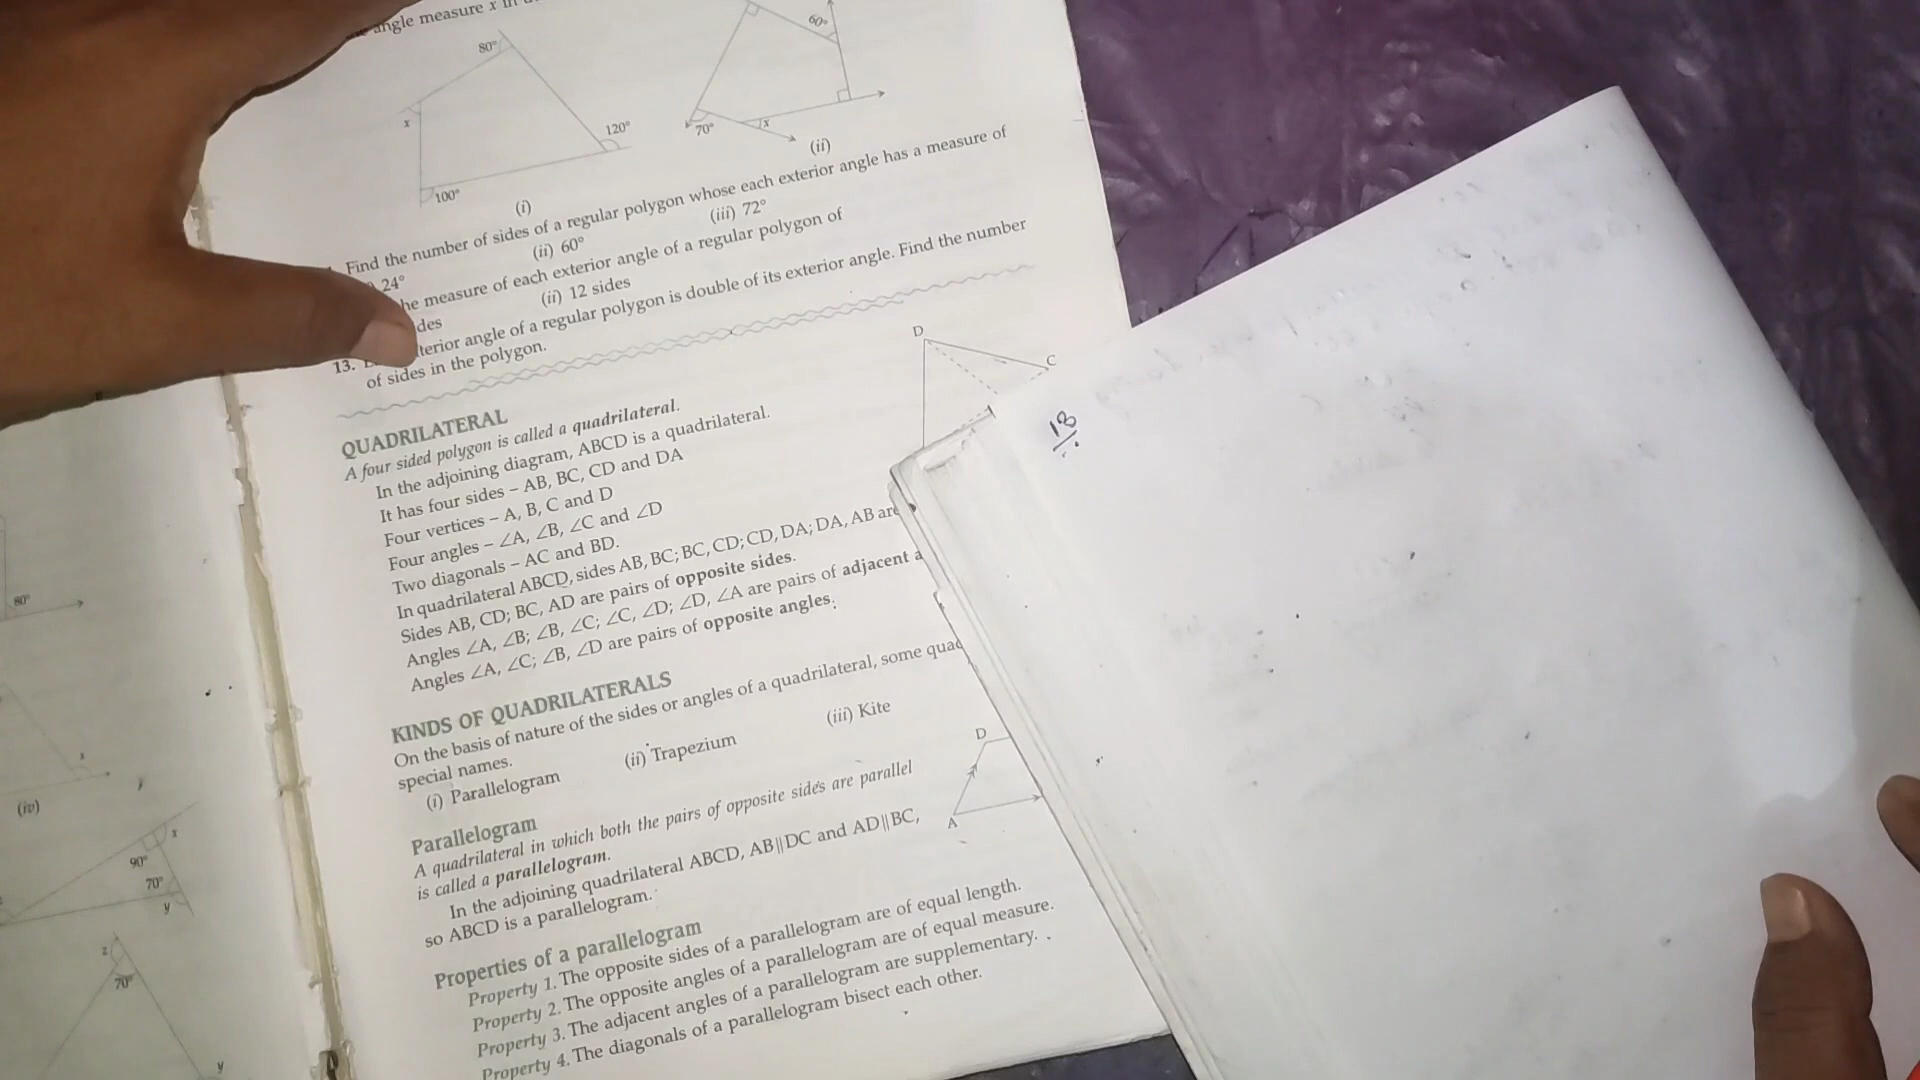 angle measure x in
80°
x
120°
100°
(i)
60°
70°
x
(ii)
Find the number of sides of a regular polygon whose each exterior angle has a measure of
24°
(ii) 60°
(iii) 72°
he measure of each exterior angle of a regular polygon of
des
(ii) 12 sides
13.
terior angle of a regular polygon is double of its exterior angle. Find the number
of sides in the polygon.
QUADRILATERAL
A four sided polygon is called a quadrilateral.
In the adjoining diagram, ABCD is a quadrilateral.
It has four sides – AB, BC, CD and DA
Four vertices – A, B, C and D
Four angles – ∠A, ∠B, ∠C and ∠D
Two diagonals – AC and BD.
In quadrilateral ABCD, sides AB, BC; BC, CD; CD, DA; DA, AB are
Sides AB, CD; BC, AD are pairs of opposite sides.
Angles ∠A, ∠B; ∠B, ∠C; ∠C, ∠D; ∠D, ∠A are pairs of adjacent a
Angles ∠A, ∠C; ∠B, ∠D are pairs of opposite angles.
D
C
KINDS OF QUADRILATERALS
On the basis of nature of the sides or angles of a quadrilateral, some quad
special names.
(i) Parallelogram
(ii) Trapezium
(iii) Kite
Parallelogram
A quadrilateral in which both the pairs of opposite sides are parallel
is called a parallelogram.
In the adjoining quadrilateral ABCD, AB||DC and AD||BC,
so ABCD is a parallelogram.
D
A
Properties of a parallelogram
Property 1. The opposite sides of a parallelogram are of equal length.
Property 2. The opposite angles of a parallelogram are of equal measure.
Property 3. The adjacent angles of a parallelogram are supplementary.
Property 4. The diagonals of a parallelogram bisect each other.
13
80°
x
(iv)
x
90°
70°
y
z
70°
y